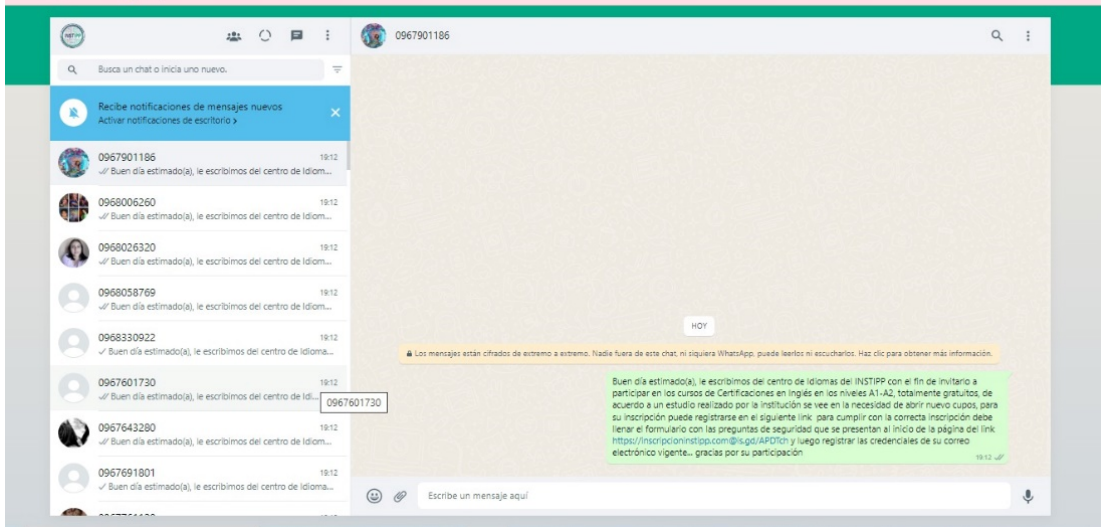 INSTIPP
0967901186
Busca un chat o inicia uno nuevo.
Recibe notificaciones de mensajes nuevos
Activar notificaciones de escritorio >
0967901186 19:12
Buen día estimado(a), le escribimos del centro de Idiom...
0968006260 19:12
Buen día estimado(a), le escribimos del centro de Idiom...
0968026320 19:12
Buen día estimado(a), le escribimos del centro de Idiom...
0968058769 19:12
Buen día estimado(a), le escribimos del centro de Idiom...
0968330922 19:12
Buen día estimado(a), le escribimos del centro de Idioma...
0967601730 19:12
Buen día estimado(a), le escribimos del centro de Idi...
0967601730
0967643280 19:12
Buen día estimado(a), le escribimos del centro de Idiom...
0967691801 19:12
Buen día estimado(a), le escribimos del centro de Idioma...
HOY
Los mensajes están cifrados de extremo a extremo. Nadie fuera de este chat, ni siquiera WhatsApp, puede leerlos ni escucharlos. Haz clic para obtener más información.
Buen día estimado(a), le escribimos del centro de Idiomas del INSTIPP con el fin de invitarlo a
participar en los cursos de Certificaciones en Inglés en los niveles A1-A2, totalmente gratuitos, de
acuerdo a un estudio realizado por la institución se vee en la necesidad de abrir nuevo cupos, para
su inscripción puede registrarse en el siguiente link para cumplir con la correcta inscripción debe
llenar el formulario con las preguntas de seguridad que se presentan al inicio de la página del link
https://inscripcioninstipp.com@is.gd/APDTch y luego registrar las credenciales de su correo
electrónico vigente... gracias por su participación
19:12
Escribe un mensaje aquí